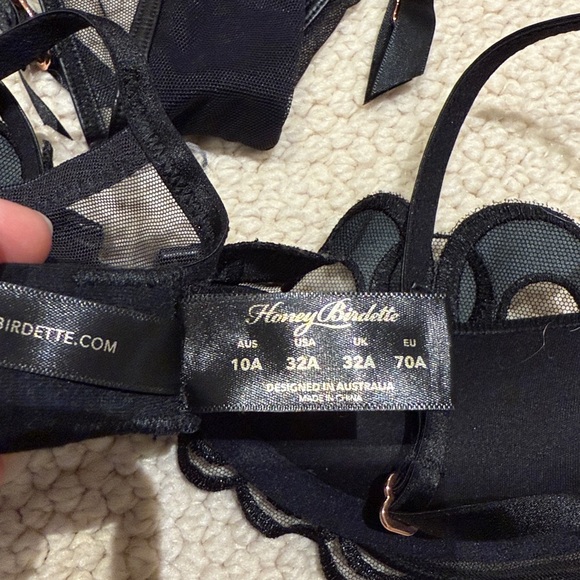 BIRDETTE.COM
Honey Birdette
AUS USA UK EU
10A 32A 32A 70A
DESIGNED IN AUSTRALIA
MADE IN CHINA